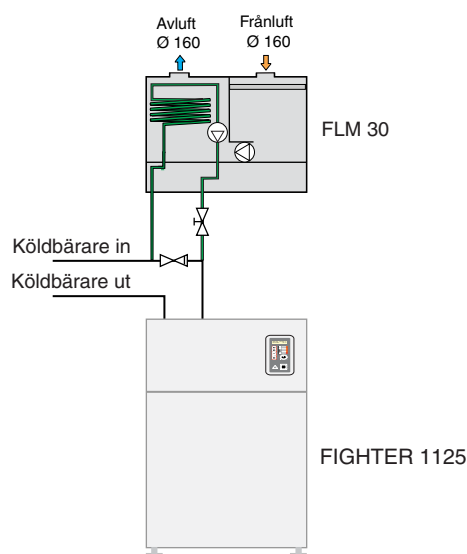 Avluft
Ø 160
Frånluft
Ø 160
FLM 30
Köldbärare in
Köldbärare ut
FIGHTER 1125